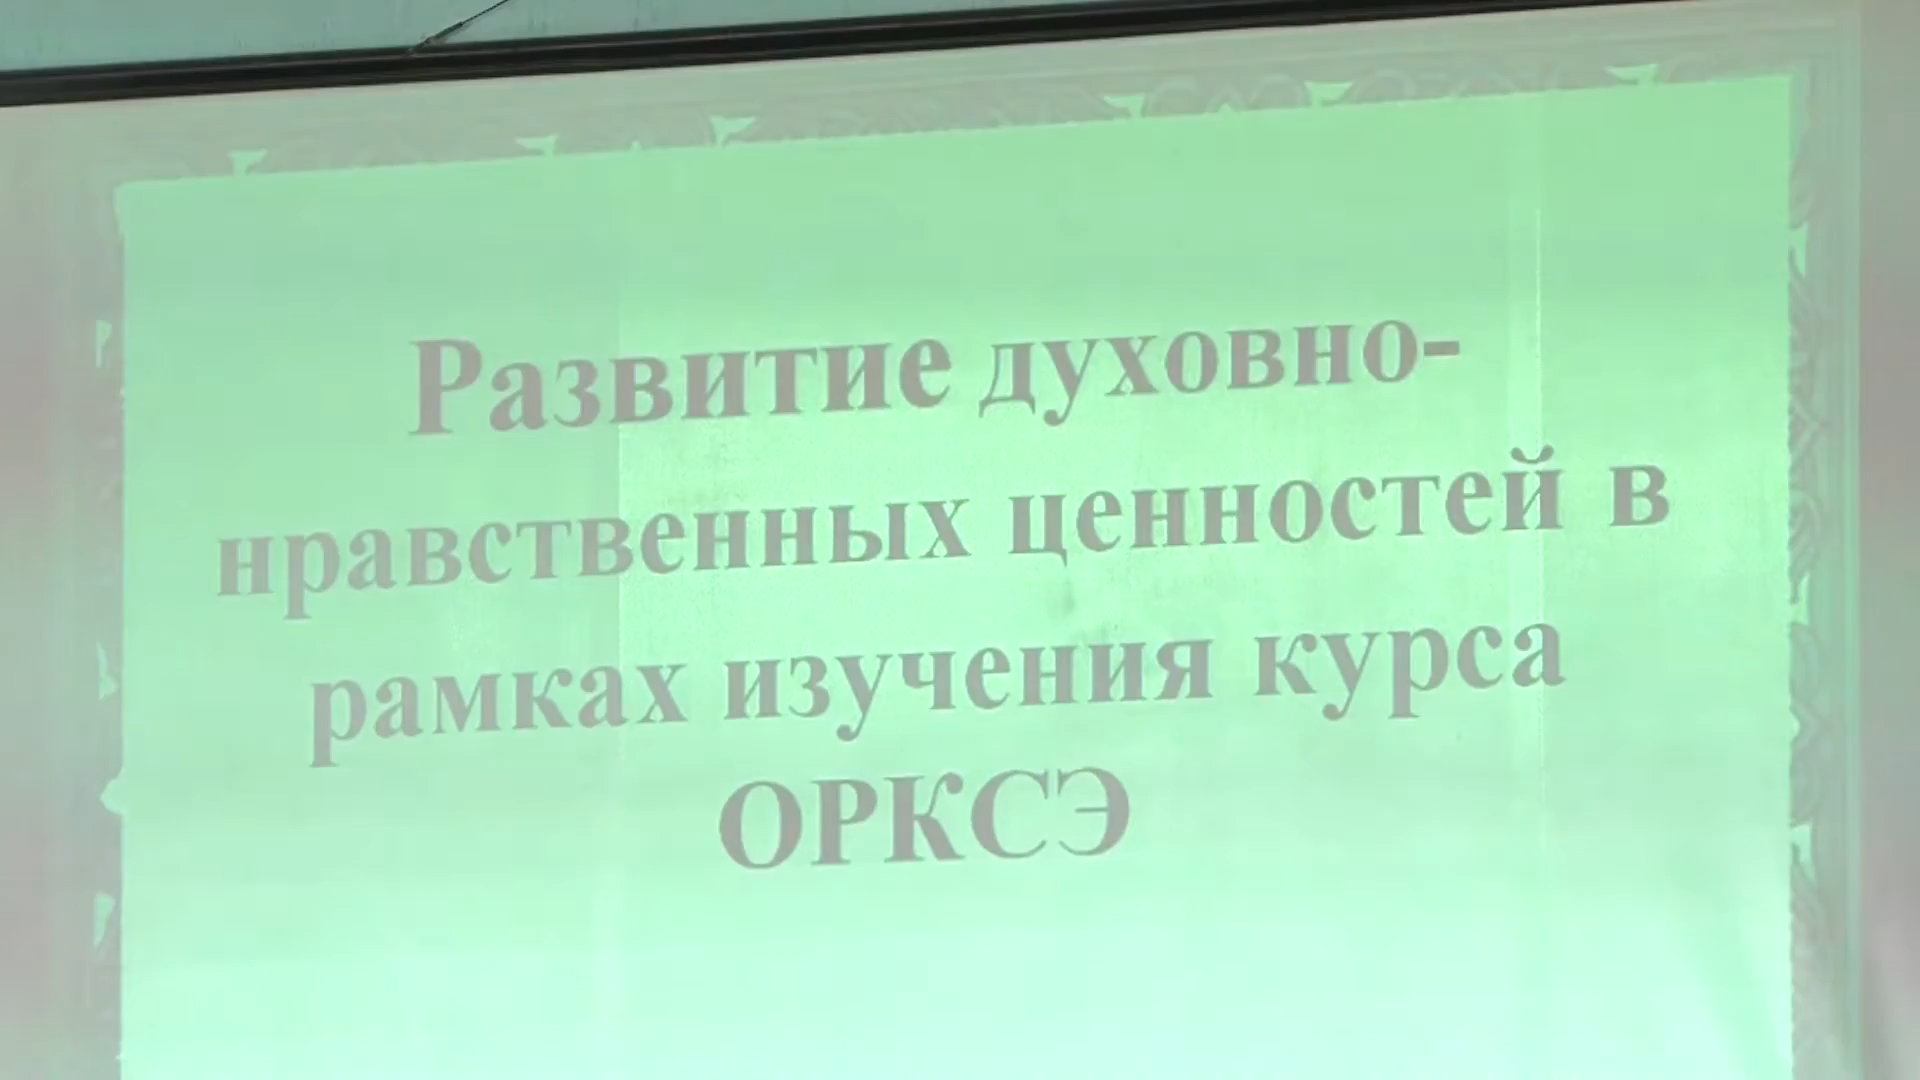 Развитие духовно-
нравственных ценностей в
рамках изучения курса
ОРКСЭ